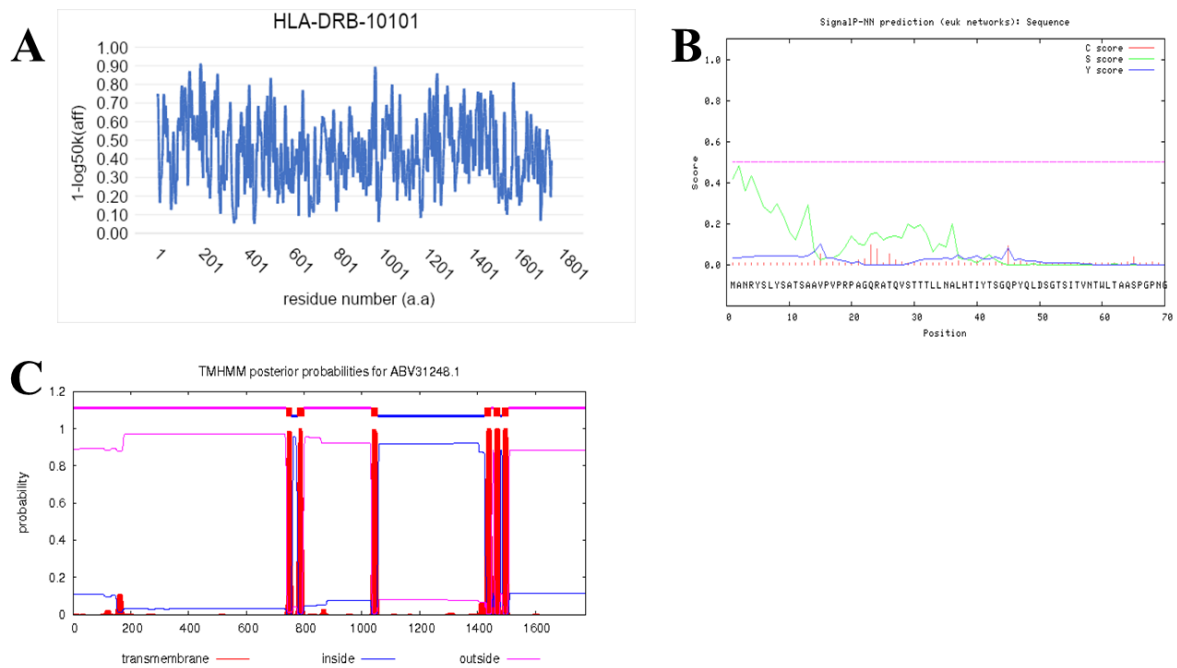 A
HLA-DRB-10101
1-log50k(aff)
1.00
0.90
0.80
0.70
0.60
0.50
0.40
0.30
0.20
0.10
0.00
1 201 401 601 801 1001 1201 1401 1601 1801
residue number (a.a)
B
SignalP-NN prediction (euk networks): Sequence
C score
S score
Y score
Score
1.0
0.8
0.6
0.4
0.2
0.0
MANRYSLYSATSAAVPVPRPAGQRATQVSTTTLLNALHTIYTSGQPYQLDSGTSITVNTWLTAASPGPNG
0 10 20 30 40 50 60 70
Position
C
TMHMM posterior probabilities for ABV31248.1
probability
1.2
1
0.8
0.6
0.4
0.2
0
0 200 400 600 800 1000 1200 1400 1600
transmembrane inside outside